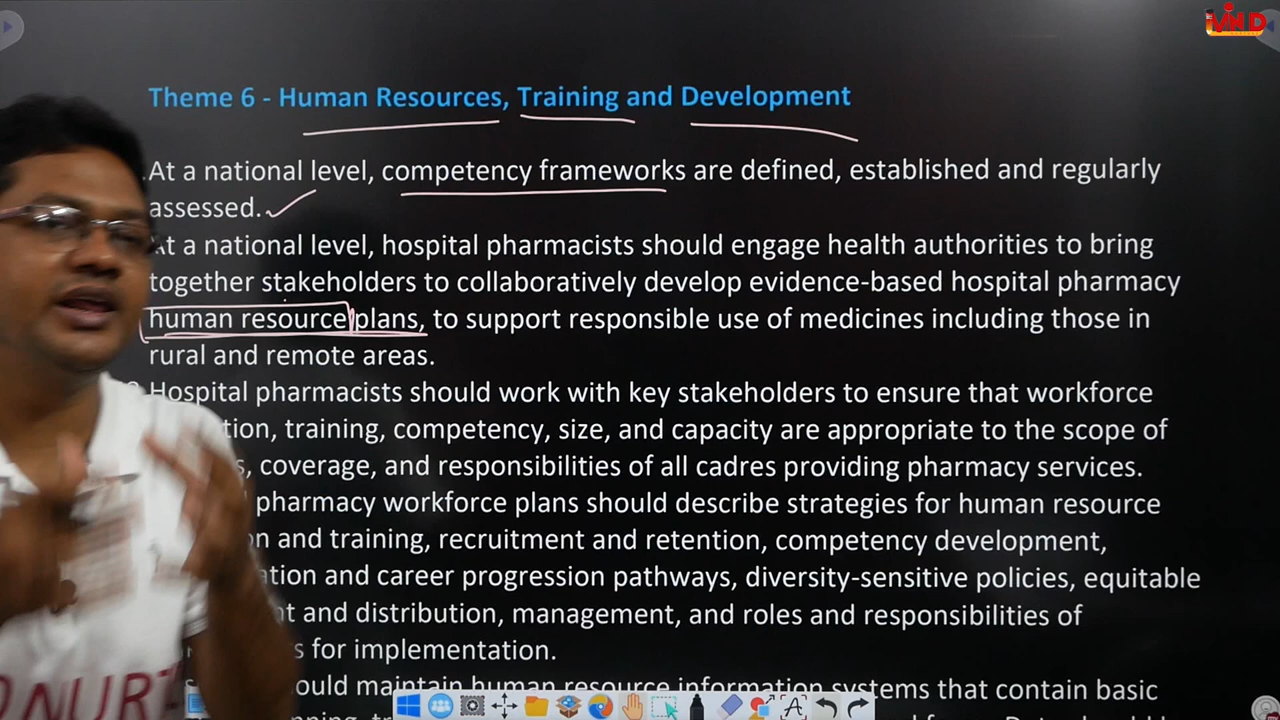 MIND
Theme 6 - Human Resources, Training and Development
At a national level, competency frameworks are defined, established and regularly
assessed.
At a national level, hospital pharmacists should engage health authorities to bring
together stakeholders to collaboratively develop evidence-based hospital pharmacy
human resource plans, to support responsible use of medicines including those in
rural and remote areas.
Hospital pharmacists should work with key stakeholders to ensure that workforce
tion, training, competency, size, and capacity are appropriate to the scope of
s, coverage, and responsibilities of all cadres providing pharmacy services.
pharmacy workforce plans should describe strategies for human resource
n and training, recruitment and retention, competency development,
ation and career progression pathways, diversity-sensitive policies, equitable
nt and distribution, management, and roles and responsibilities of
s for implementation.
ould maintain human resource information systems that contain basic